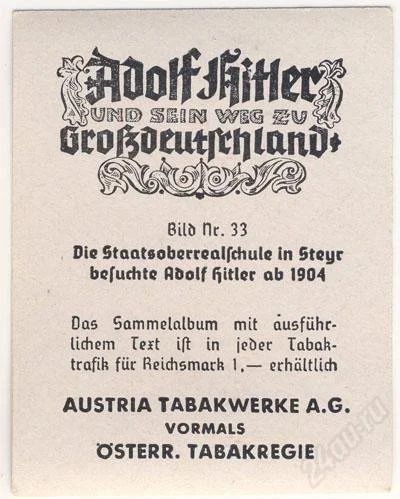 Adolf Hitler
UND SEIN WEG ZU
Großdeutschland
Bild Nr. 33
Die Staatsoberrealschule in Steyr
besuchte Adolf Hitler ab 1904
Das Sammelalbum mit ausführ-
lichem Text ist in jeder Tabak-
trafik für Reichsmark 1,— erhältlich
AUSTRIA TABAKWERKE A.G.
VORMALS
ÖSTERR. TABAKREGIE
24au.ru